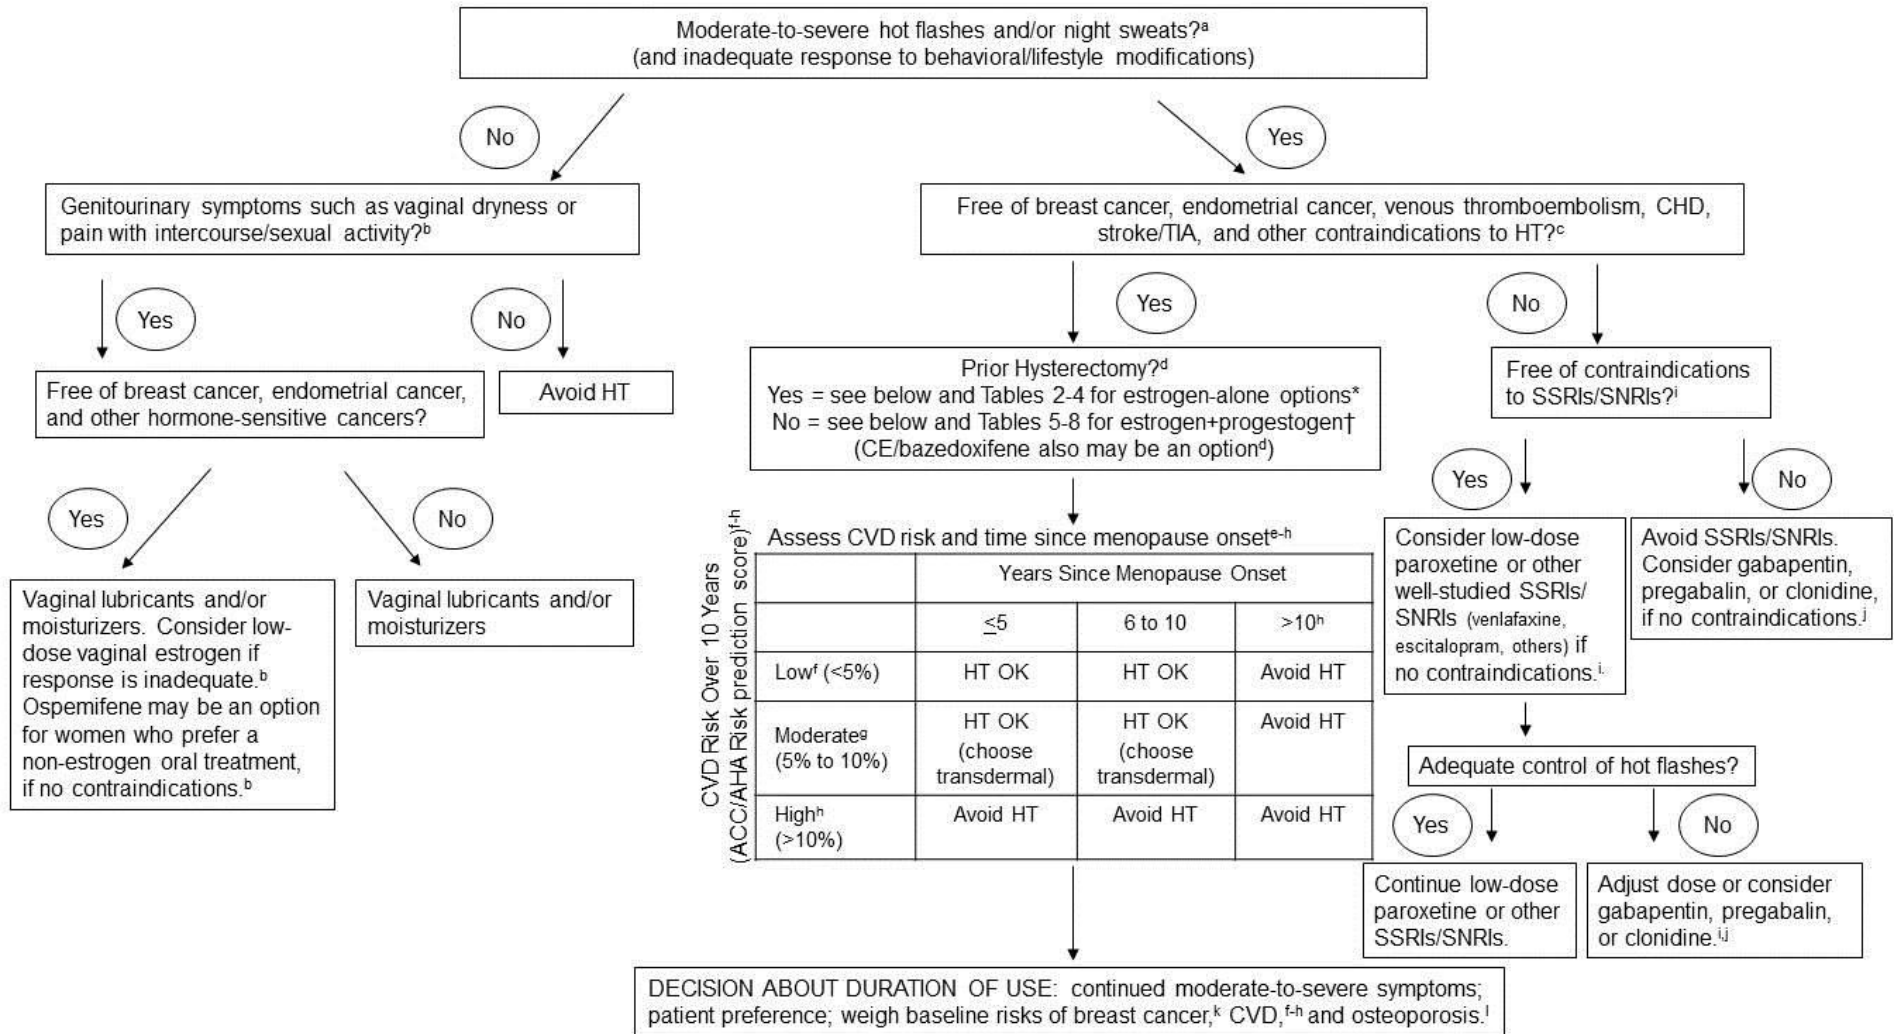 Moderate-to-severe hot flashes and/or night sweats?ᵃ
(and inadequate response to behavioral/lifestyle modifications)
No
Yes
Genitourinary symptoms such as vaginal dryness or
pain with intercourse/sexual activity?ᵇ
Free of breast cancer, endometrial cancer, venous thromboembolism, CHD,
stroke/TIA, and other contraindications to HT?ᶜ
Yes
No
Yes
No
Free of breast cancer, endometrial cancer,
and other hormone-sensitive cancers?
Avoid HT
Prior Hysterectomy?ᵈ
Yes = see below and Tables 2-4 for estrogen-alone options*
No = see below and Tables 5-8 for estrogen+progestogen†
(CE/bazedoxifene also may be an optionᵈ)
Free of contraindications
to SSRIs/SNRIs?ⁱ
Yes
No
Yes
No
Vaginal lubricants and/or
moisturizers. Consider low-
dose vaginal estrogen if
response is inadequate.ᵇ
Ospemifene may be an option
for women who prefer a
non-estrogen oral treatment,
if no contraindications.ᵇ
Vaginal lubricants and/or
moisturizers
Assess CVD risk and time since menopause onsetᵉ⁻ʰ
CVD Risk Over 10 Years
(ACC/AHA Risk prediction score)ᶠ⁻ʰ
Years Since Menopause Onset
≤5
6 to 10
>10ʰ
Lowᶠ (<5%)
HT OK
HT OK
Avoid HT
Moderateᵍ
(5% to 10%)
HT OK
(choose
transdermal)
HT OK
(choose
transdermal)
Avoid HT
Highʰ
(>10%)
Avoid HT
Avoid HT
Avoid HT
Consider low-dose
paroxetine or other
well-studied SSRIs/
SNRIs (venlafaxine,
escitalopram, others) if
no contraindications.ⁱ·
Avoid SSRIs/SNRIs.
Consider gabapentin,
pregabalin, or clonidine,
if no contraindications.ʲ
Adequate control of hot flashes?
Yes
No
Continue low-dose
paroxetine or other
SSRIs/SNRIs.
Adjust dose or consider
gabapentin, pregabalin,
or clonidine.ⁱ,ʲ
DECISION ABOUT DURATION OF USE: continued moderate-to-severe symptoms;
patient preference; weigh baseline risks of breast cancer,ᵏ CVD,ᶠ⁻ʰ and osteoporosis.ˡ